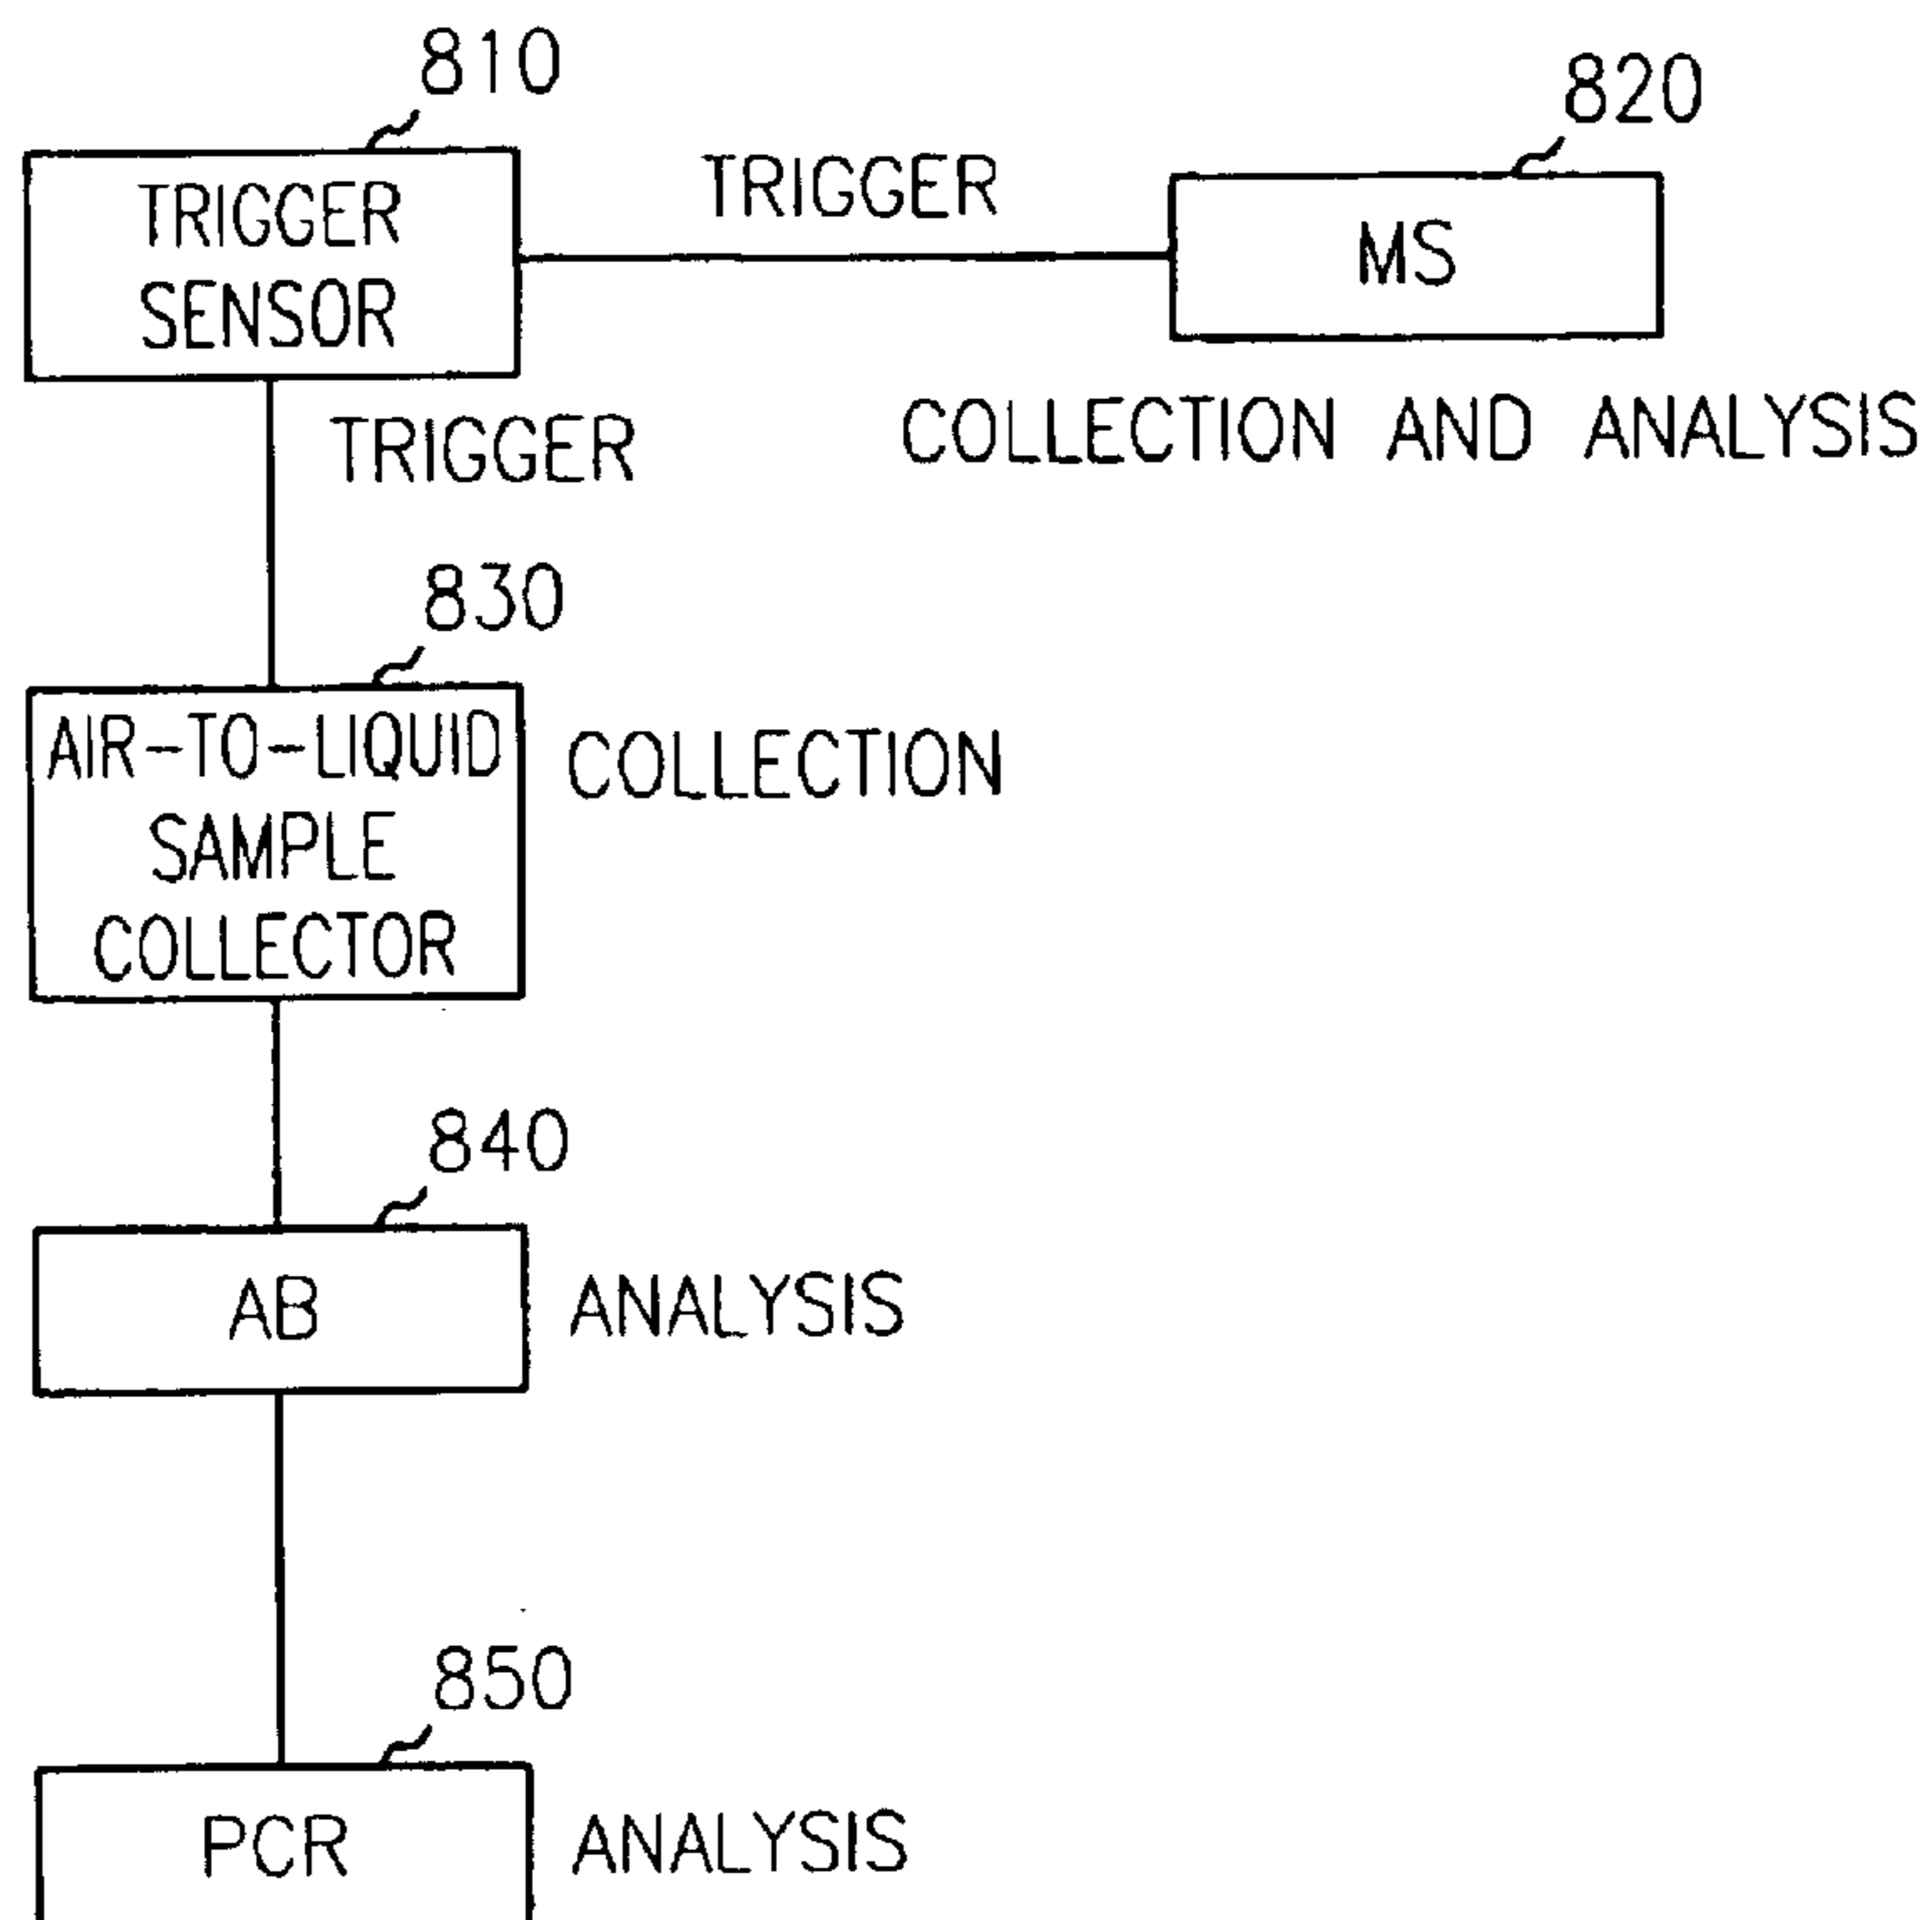 810
820
TRIGGER
SENSOR
TRIGGER
MS
TRIGGER
COLLECTION AND ANALYSIS
830
AIR-TO-LIQUID
SAMPLE
COLLECTOR
COLLECTION
840
AB
ANALYSIS
850
PCR
ANALYSIS